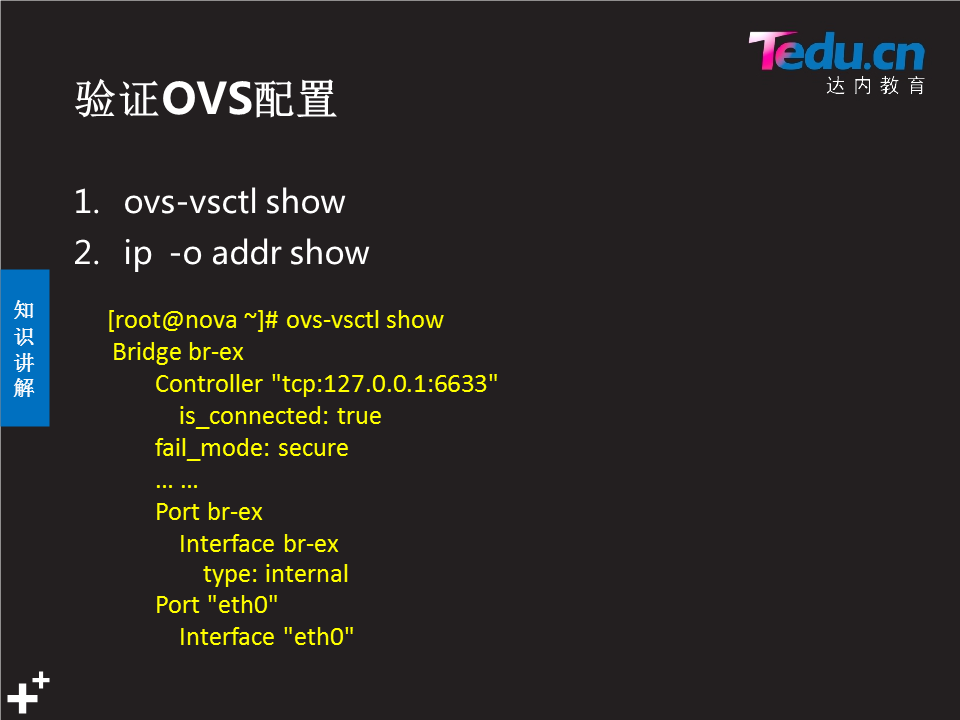 Tedu.cn
达内教育
验证OVS配置
1. ovs-vsctl show
2. ip -o addr show
知识讲解
[root@nova ~]# ovs-vsctl show
Bridge br-ex
Controller "tcp:127.0.0.1:6633"
is_connected: true
fail_mode: secure
... ...
Port br-ex
Interface br-ex
type: internal
Port "eth0"
Interface "eth0"